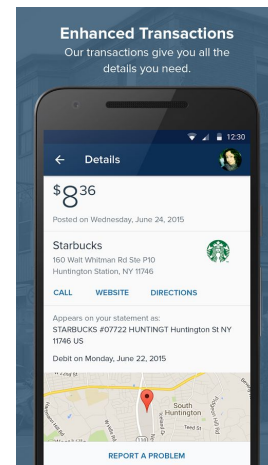 Enhanced Transactions
Our transactions give you all the
details you need.
12:30
Details
$8 36
Posted on Wednesday, June 24, 2015
Starbucks
160 Walt Whitman Rd Ste P10
Huntington Station, NY 11746
CALL WEBSITE DIRECTIONS
Appears on your statement as:
STARBUCKS #07722 HUNTINGT Huntington St NY
11746 US
Debit on Monday, June 22, 2015
South
Huntington
REPORT A PROBLEM